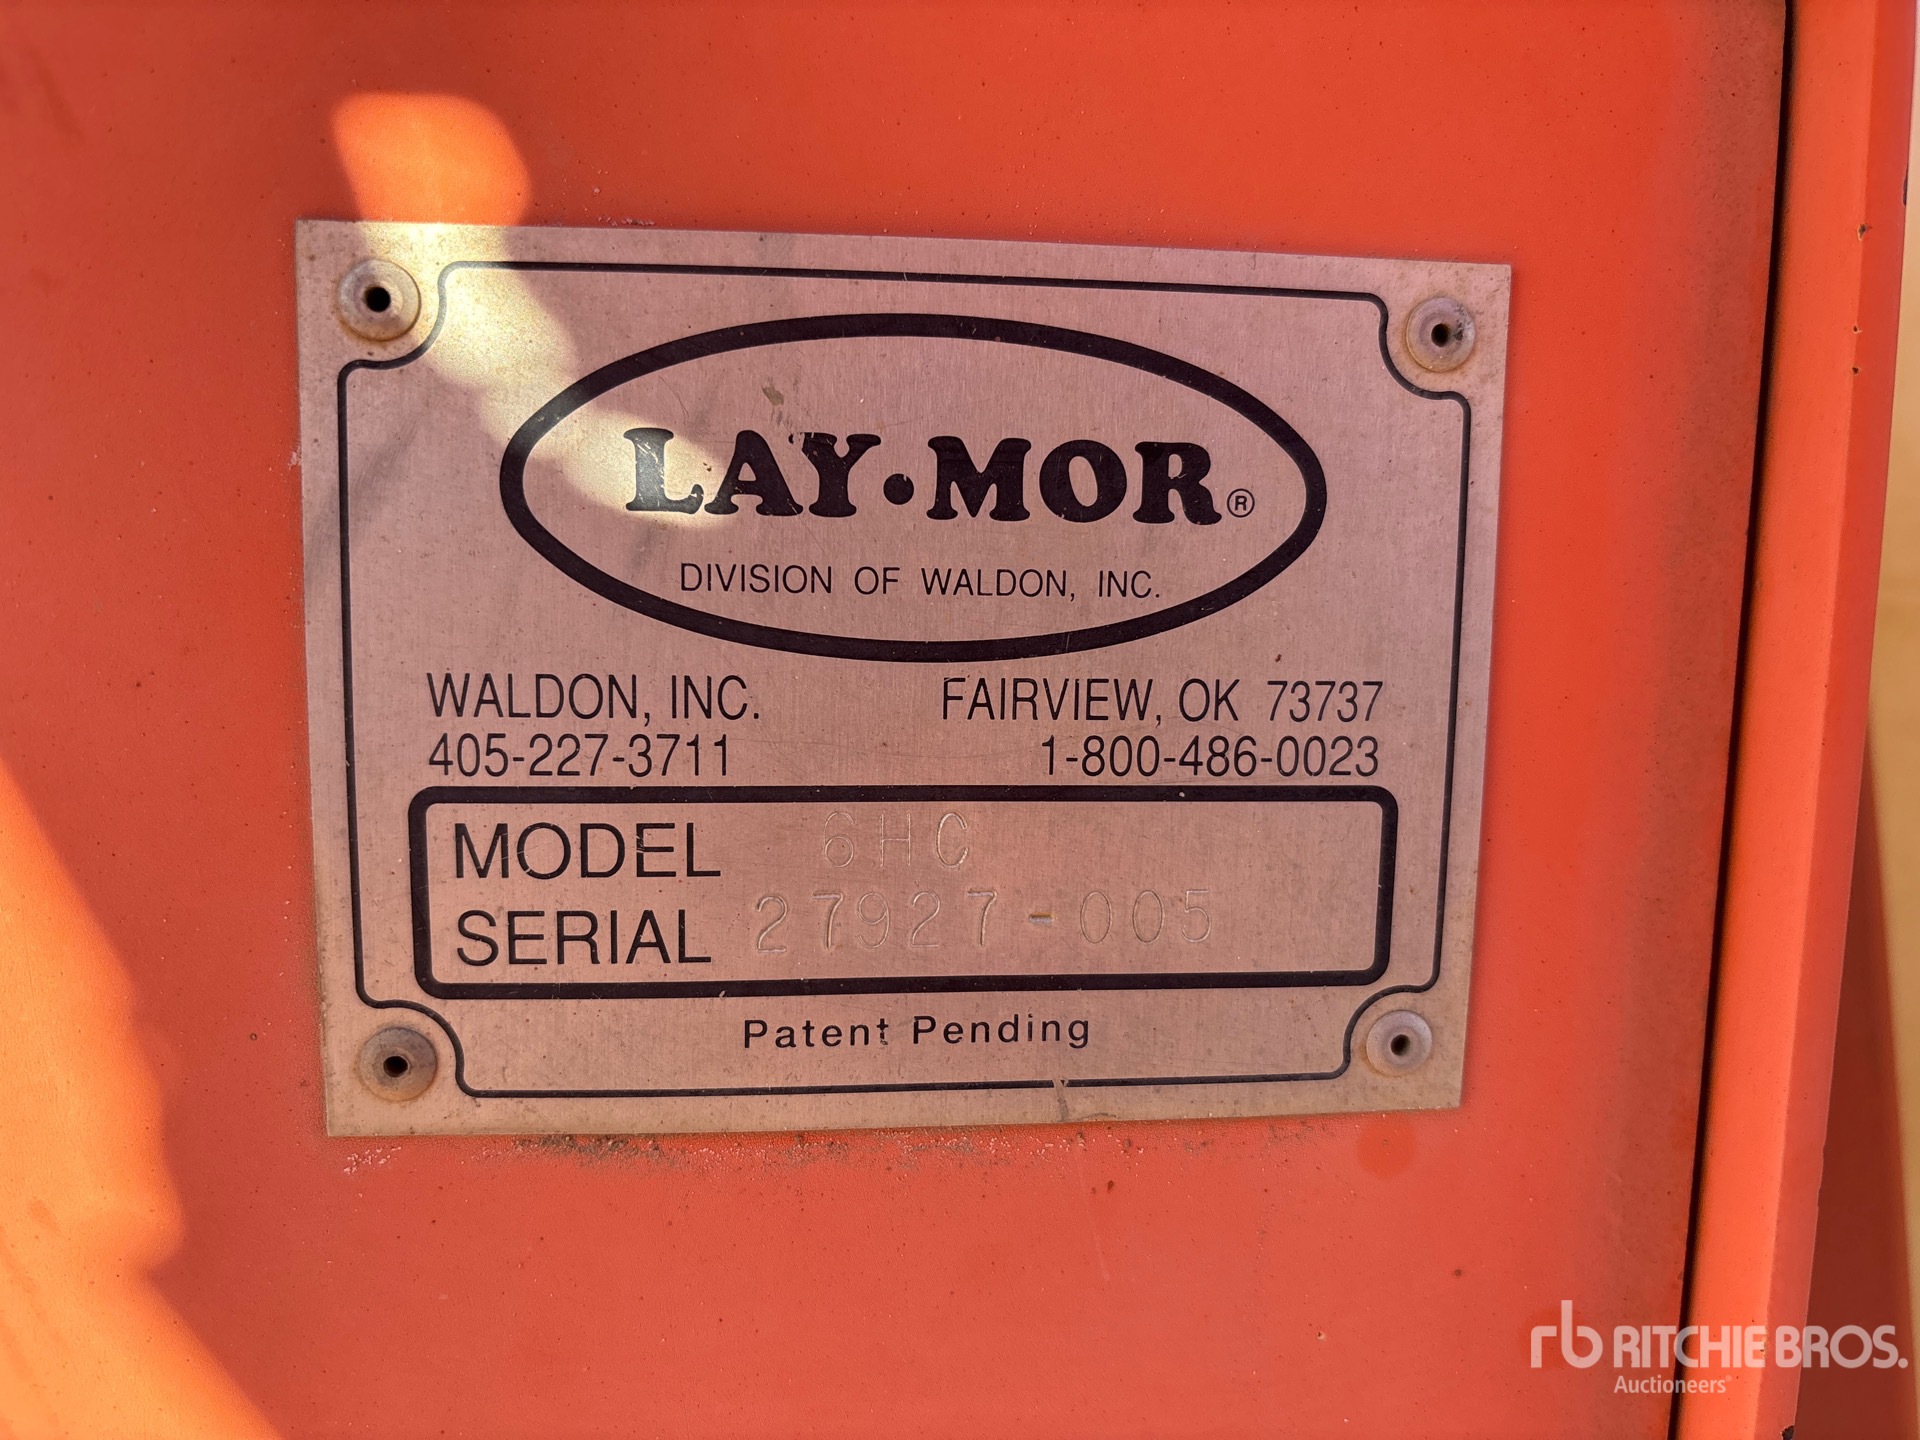 LAY•MOR®
DIVISION OF WALDON, INC.
WALDON, INC. FAIRVIEW, OK 73737
405-227-3711 1-800-486-0023
MODEL 6HC
SERIAL 27927-005
Patent Pending
rb RITCHIE BROS.
Auctioneers